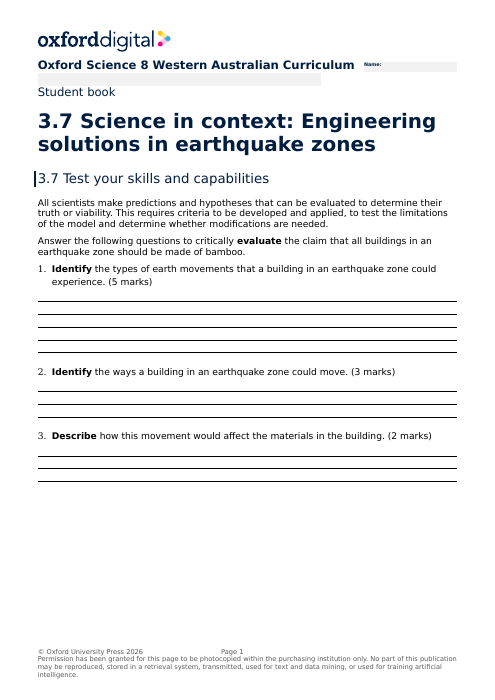 oxforddigital
Oxford Science 8 Western Australian Curriculum Name:
Student book
3.7 Science in context: Engineering
solutions in earthquake zones
3.7 Test your skills and capabilities
All scientists make predictions and hypotheses that can be evaluated to determine their
truth or viability. This requires criteria to be developed and applied, to test the limitations
of the model and determine whether modifications are needed.
Answer the following questions to critically evaluate the claim that all buildings in an
earthquake zone should be made of bamboo.
1. Identify the types of earth movements that a building in an earthquake zone could
experience. (5 marks)
2. Identify the ways a building in an earthquake zone could move. (3 marks)
3. Describe how this movement would affect the materials in the building. (2 marks)
© Oxford University Press 2026 Page 1
Permission has been granted for this page to be photocopied within the purchasing institution only. No part of this publication
may be reproduced, stored in a retrieval system, transmitted, used for text and data mining, or used for training artificial
intelligence.